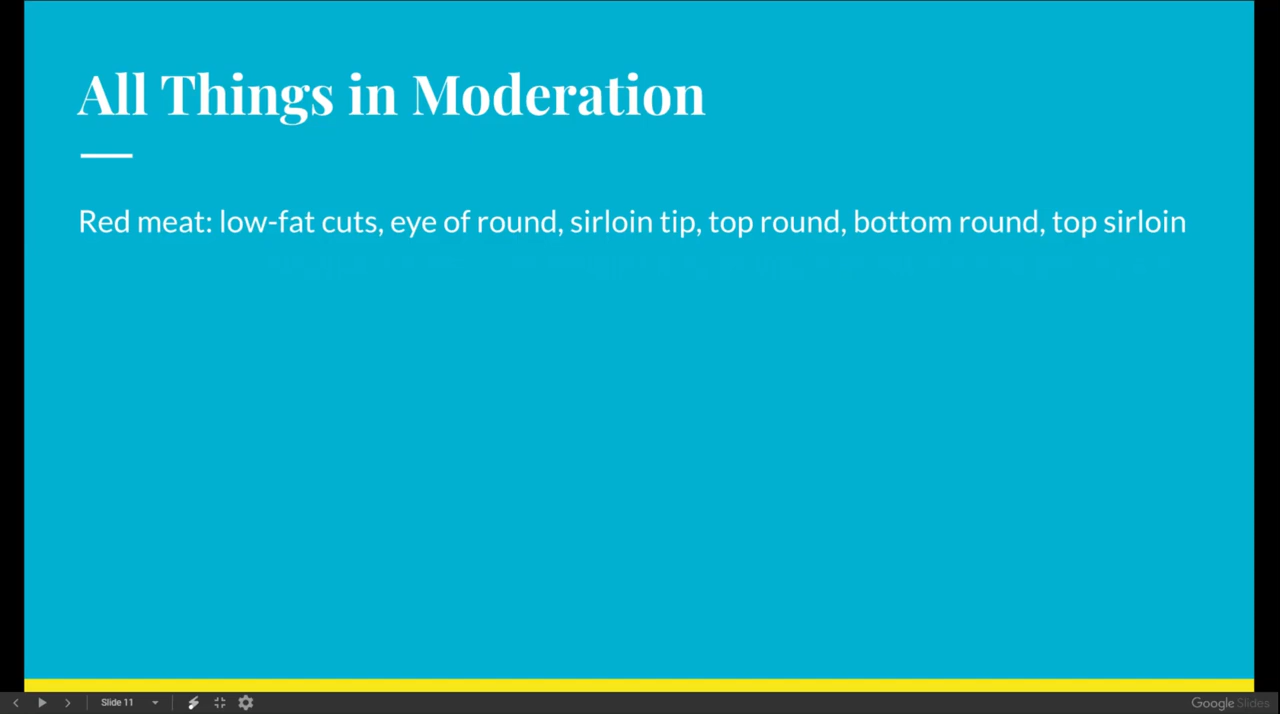 All Things in Moderation
Red meat: low-fat cuts, eye of round, sirloin tip, top round, bottom round, top sirloin
Slide 11
Google Slides